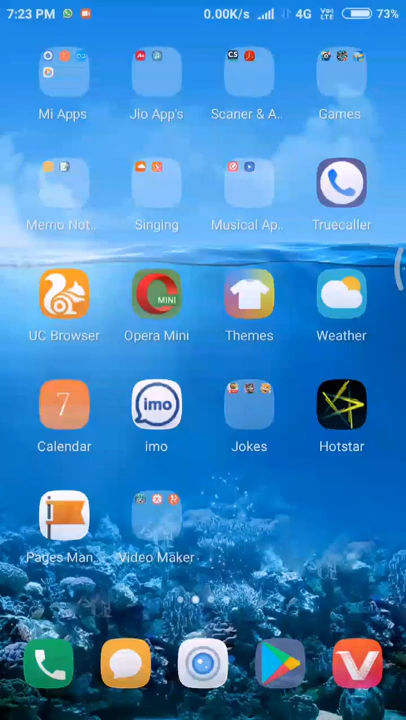 7:23 PM 0.00K/s 4G VoLTE 73%
Mi Apps Jio App's Scaner & A.. Games
Memo Not.. Singing Musical Ap.. Truecaller
MINI
UC Browser Opera Mini Themes Weather
7 imo
Calendar imo Jokes Hotstar
Pages Man.. Video Maker